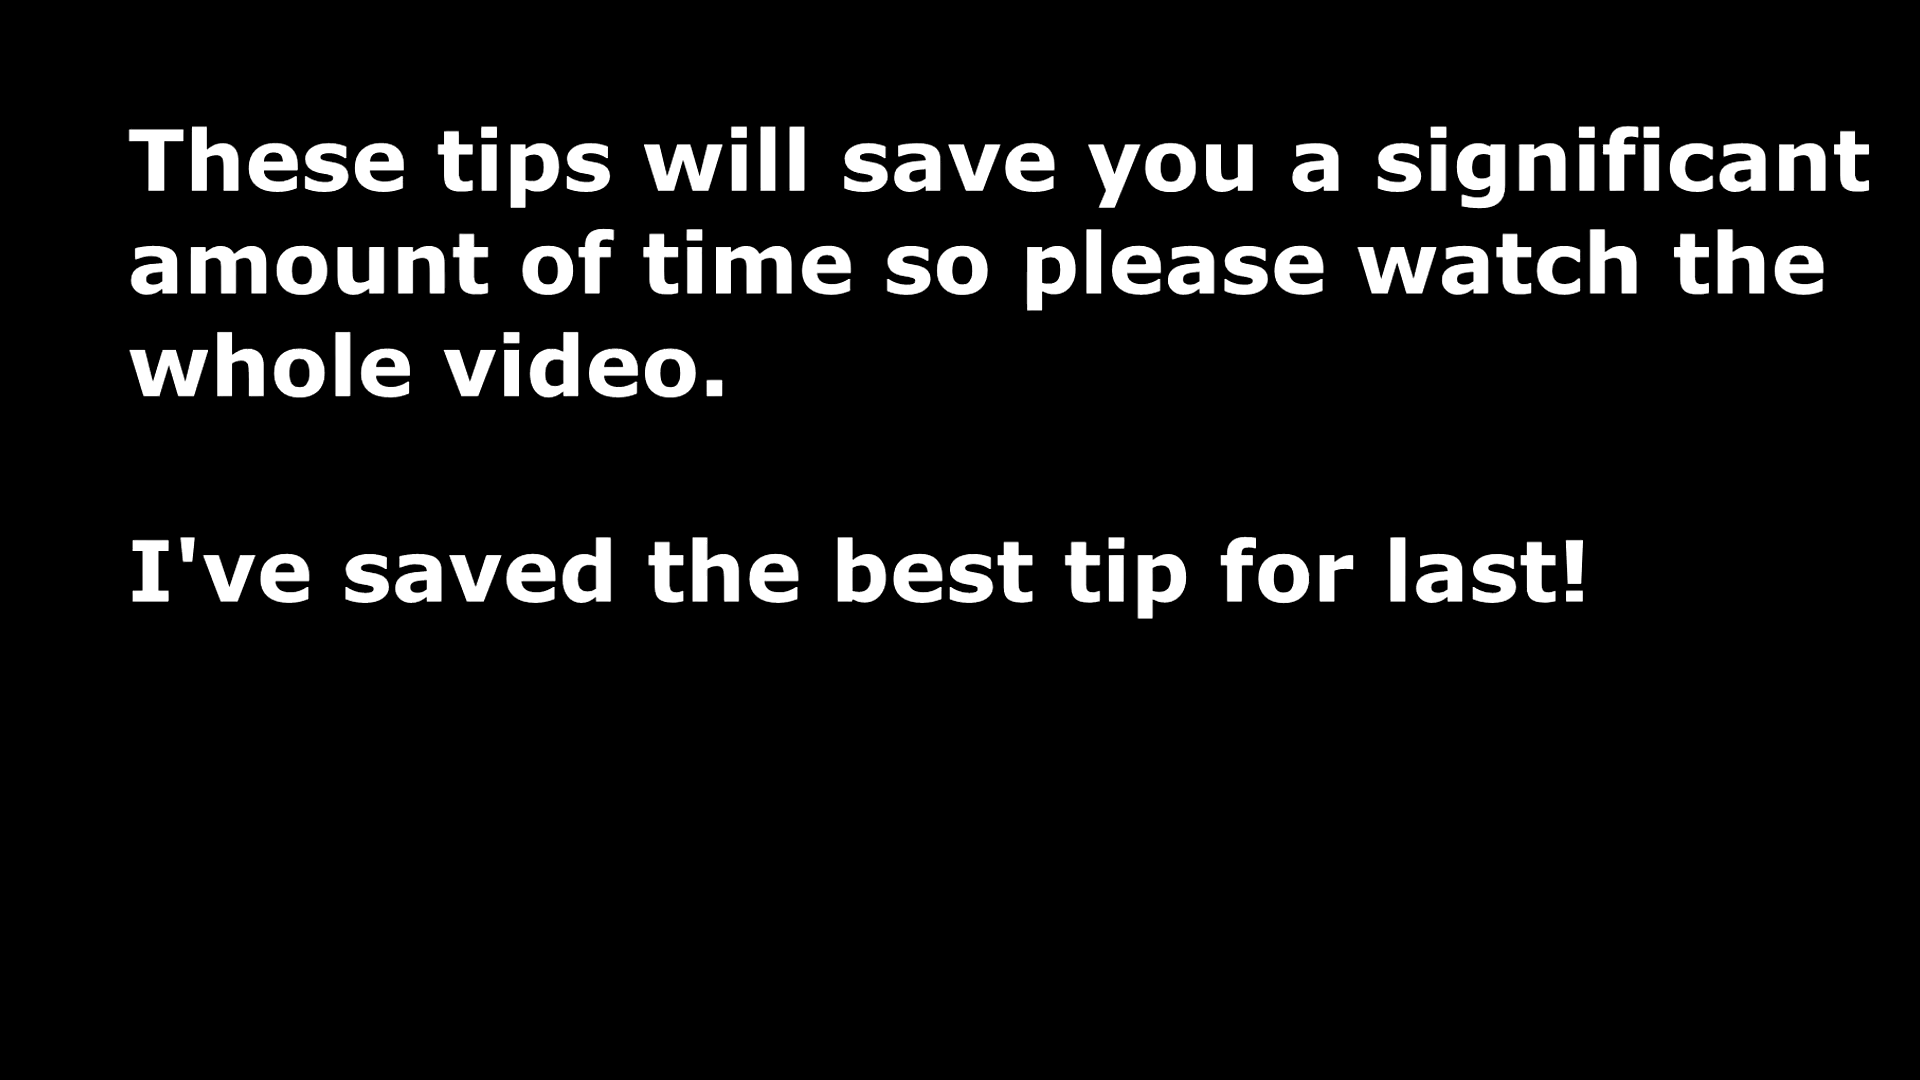 These tips will save you a significant
amount of time so please watch the
whole video.
I've saved the best tip for last!